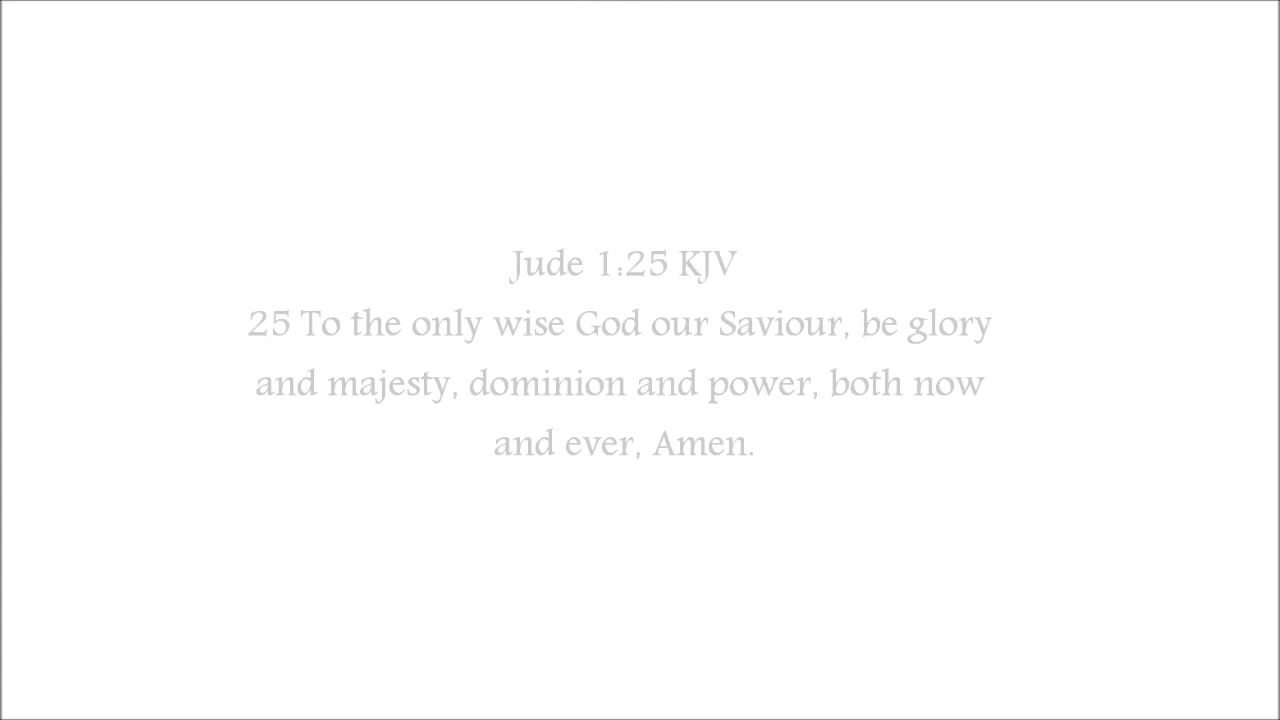 Jude 1:25 KJV
25 To the only wise God our Saviour, be glory
and majesty, dominion and power, both now
and ever, Amen.